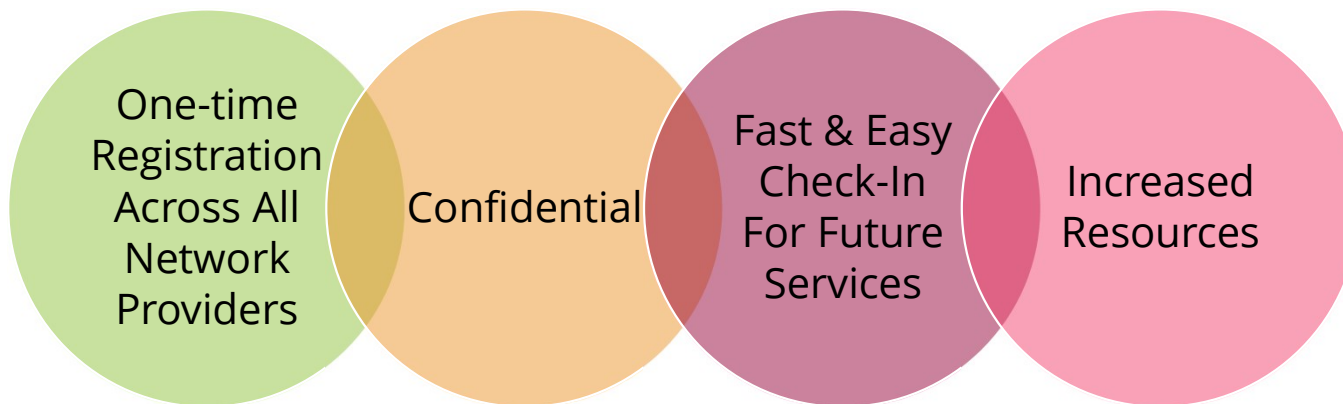 One-time
Registration
Across All
Network
Providers
Confidential
Fast & Easy
Check-In
For Future
Services
Increased
Resources